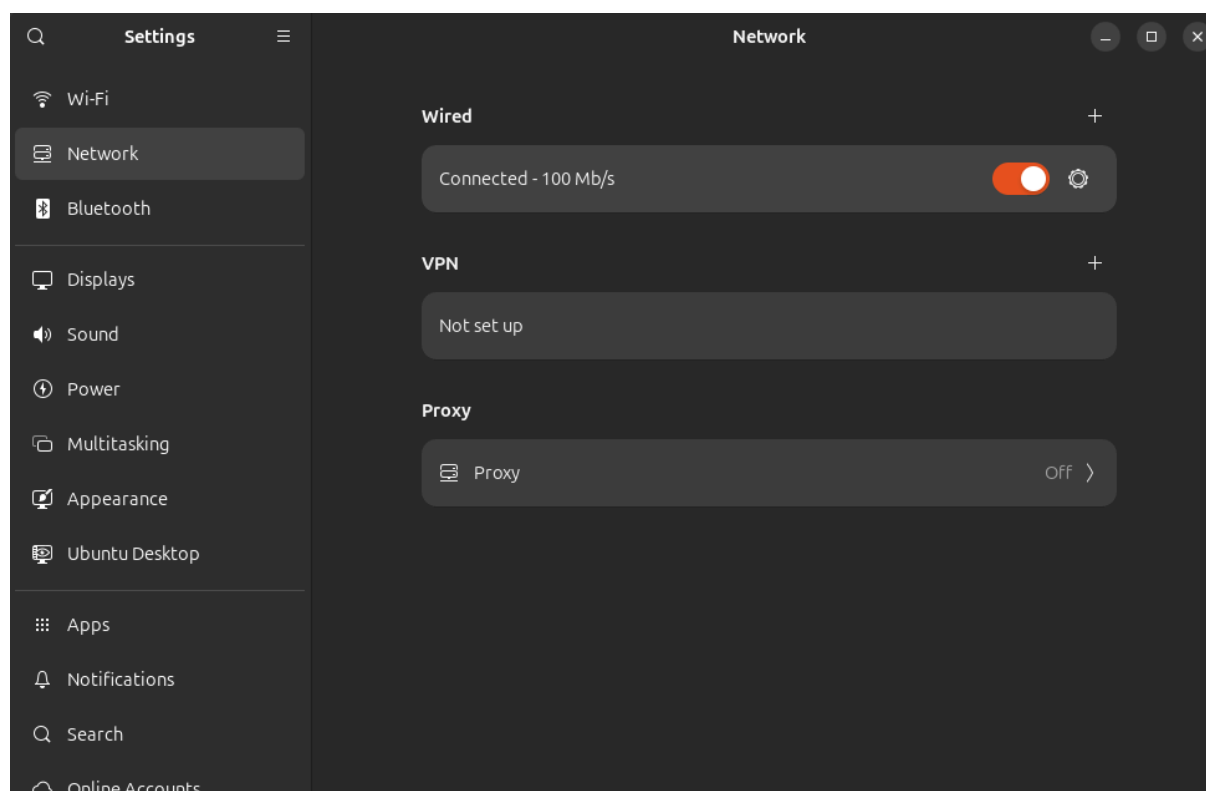 Settings
Network
Wi-Fi
Network
Bluetooth
Displays
Sound
Power
Multitasking
Appearance
Ubuntu Desktop
Apps
Notifications
Search
Online Accounts
Wired
Connected - 100 Mb/s
VPN
Not set up
Proxy
Proxy
Off